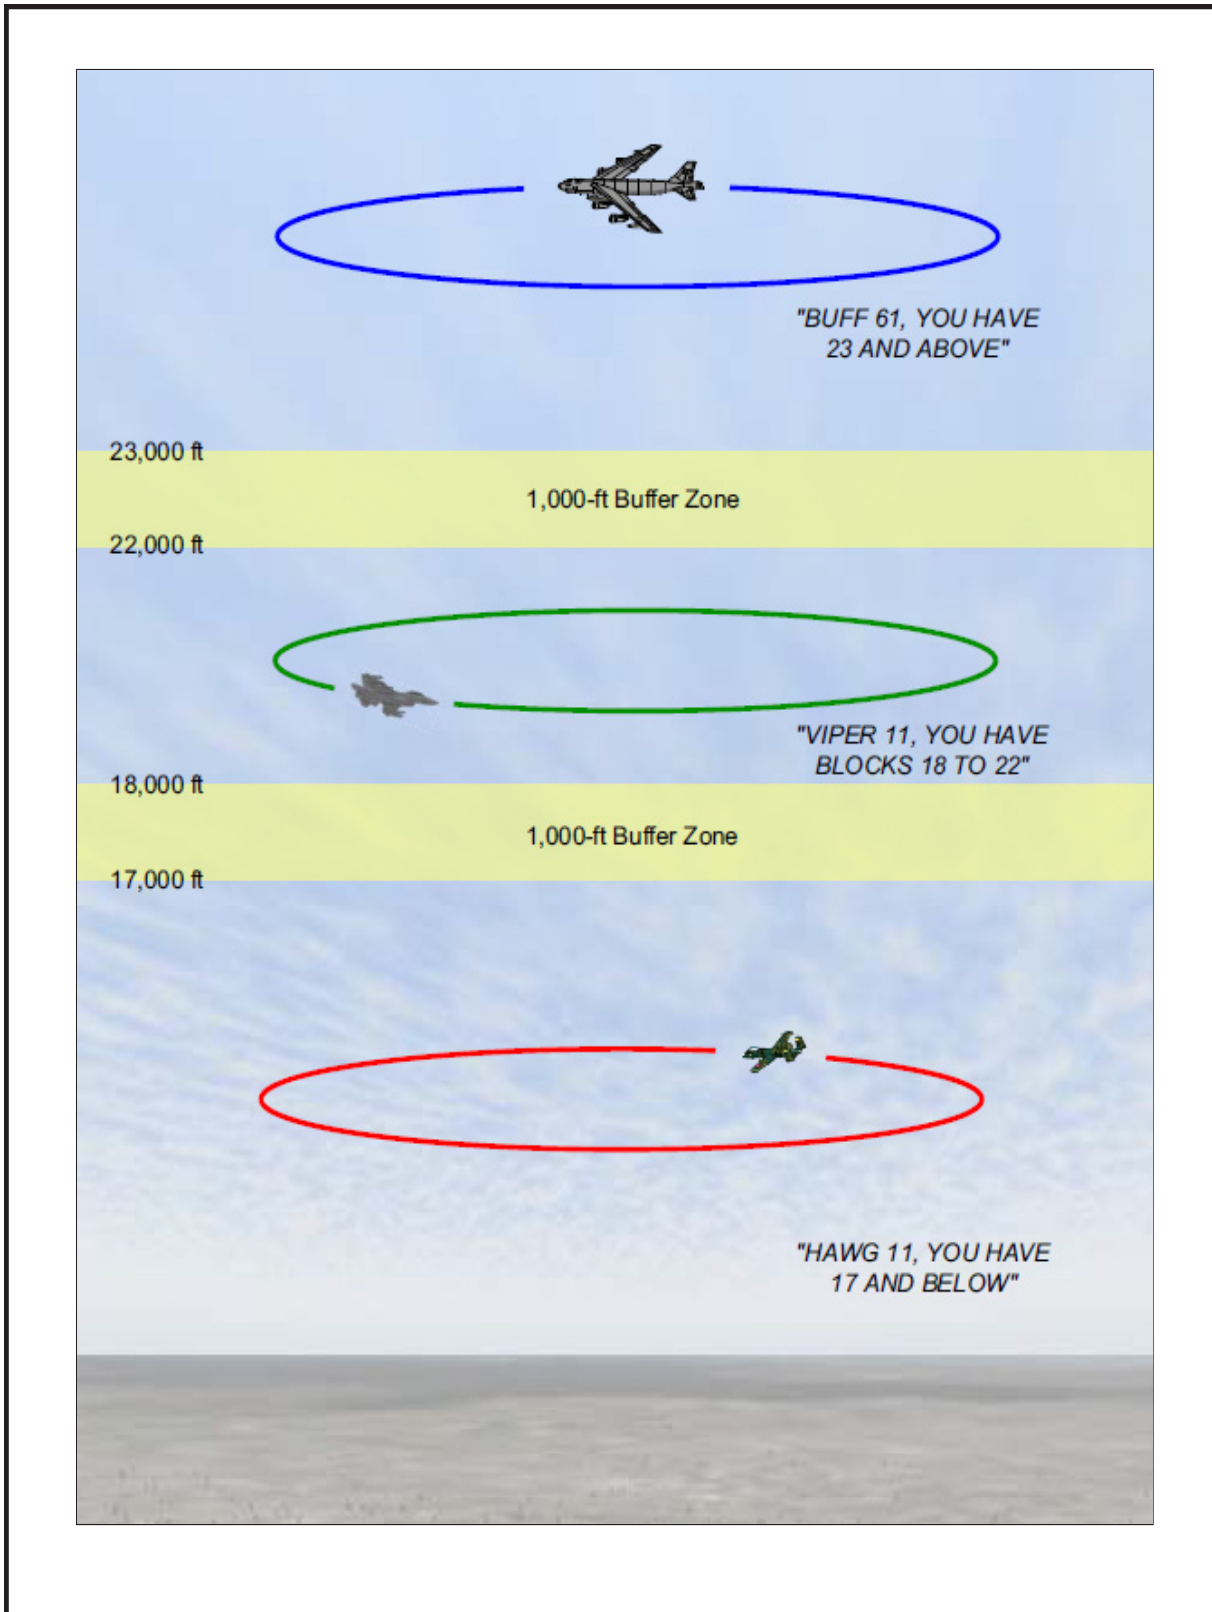 "BUFF 61, YOU HAVE
23 AND ABOVE"
23,000 ft
1,000-ft Buffer Zone
22,000 ft
"VIPER 11, YOU HAVE
BLOCKS 18 TO 22"
18,000 ft
1,000-ft Buffer Zone
17,000 ft
"HAWG 11, YOU HAVE
17 AND BELOW"